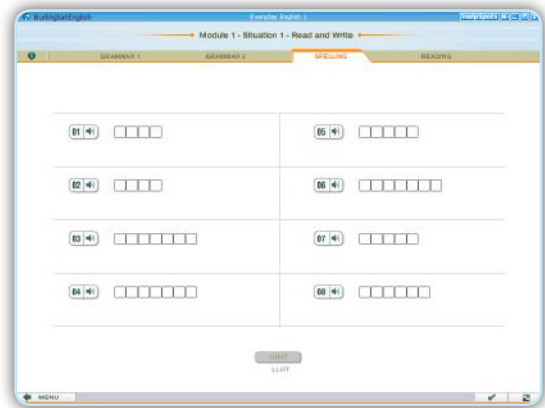 BurlingtonEnglish Everyday English 1 HelpSpots
Module 1 - Situation 1 - Read and Write
GRAMMAR 1 GRAMMAR 2 SPELLING READING
01 05
02 06
03 07
04 08
MENU